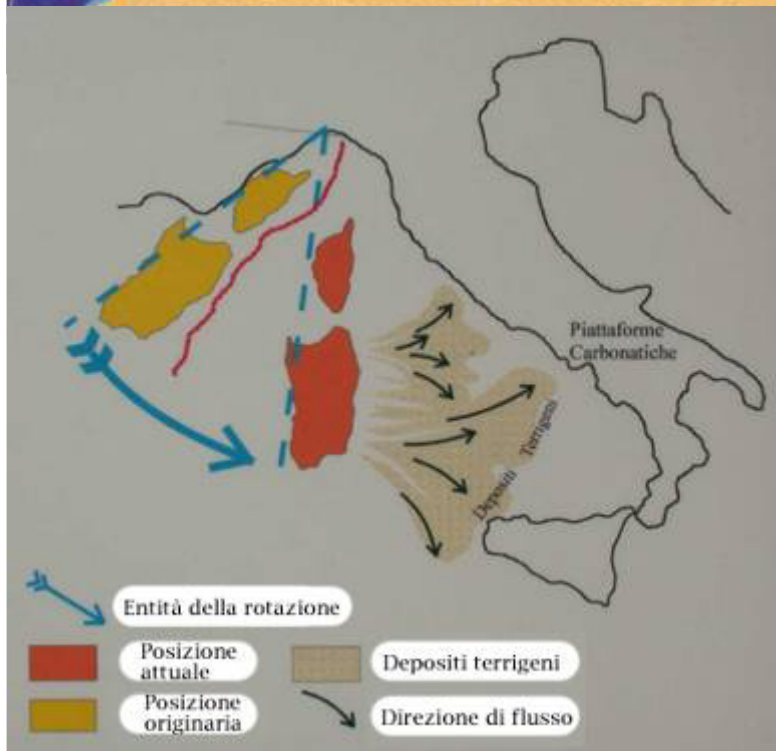 Piattaforme
Carbonatiche
Depositi Terrigeni
Entità della rotazione
Posizione
attuale
Posizione
originaria
Depositi terrigeni
Direzione di flusso